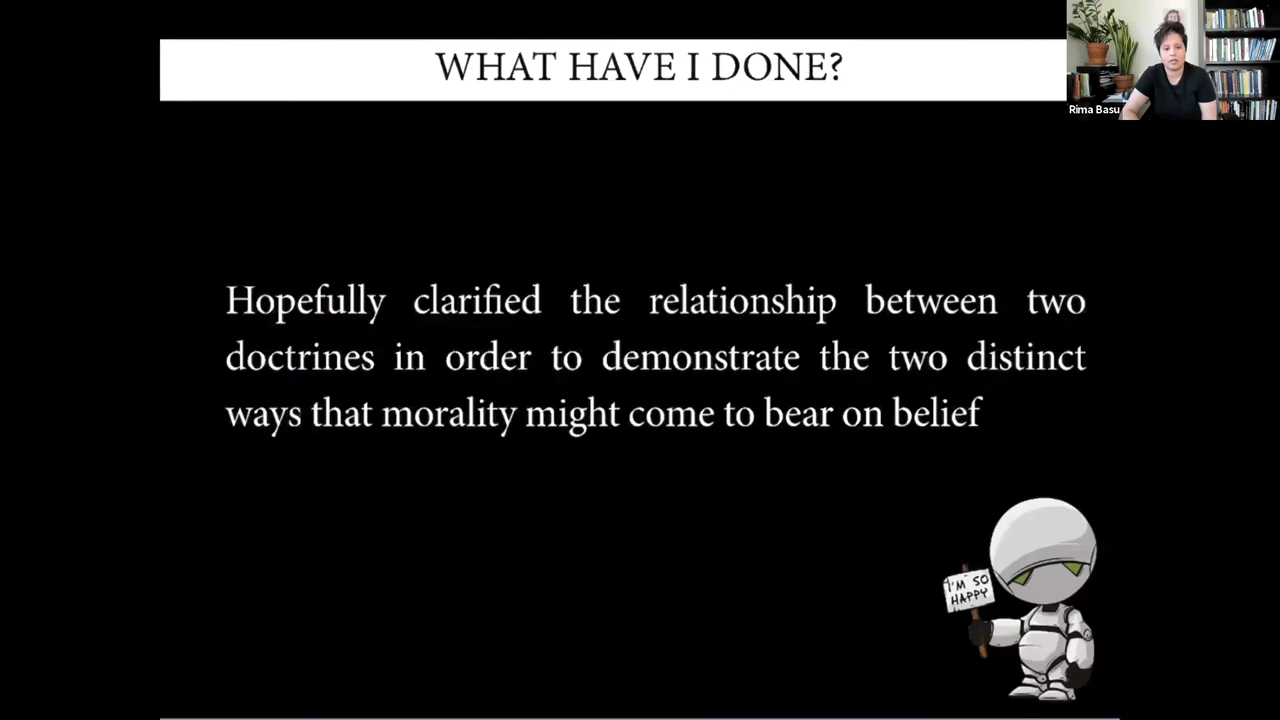 WHAT HAVE I DONE?
Rima Basu
Hopefully clarified the relationship between two
doctrines in order to demonstrate the two distinct
ways that morality might come to bear on belief
I'M SO
HAPPY